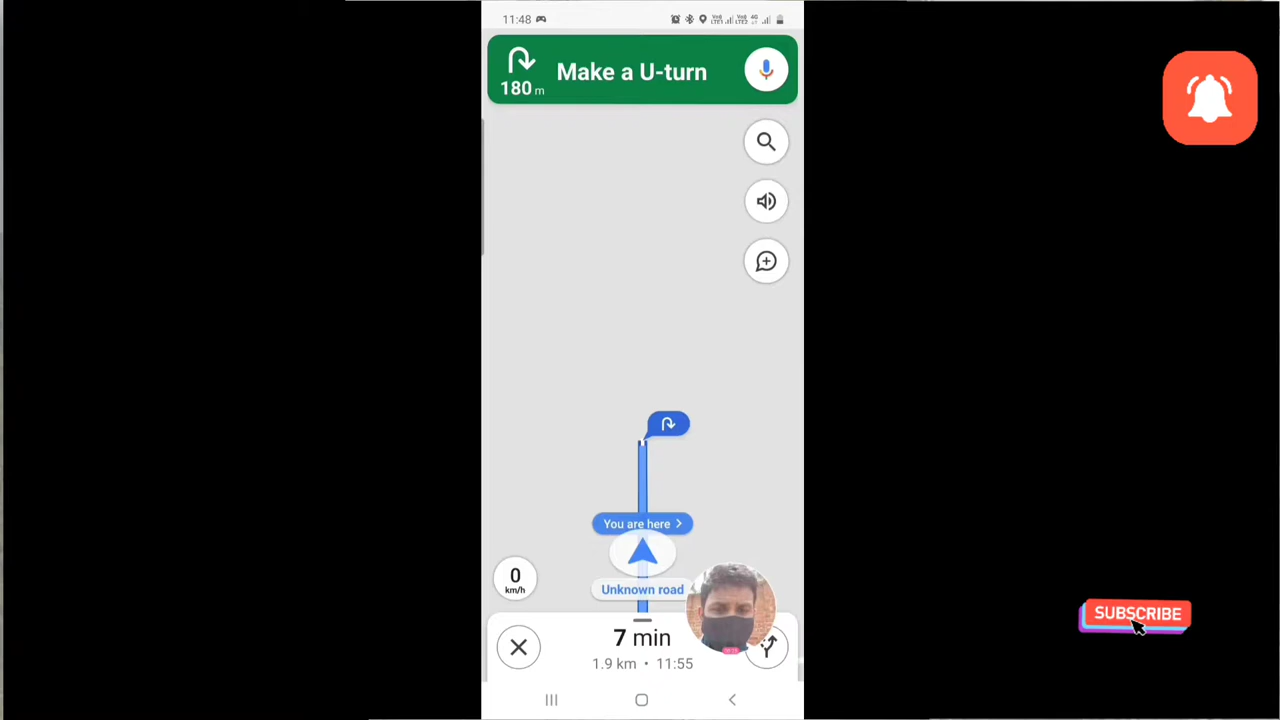 11:48
Make a U-turn
180 m
You are here
0
km/h
Unknown road
7 min
1.9 km • 11:55
SUBSCRIBE